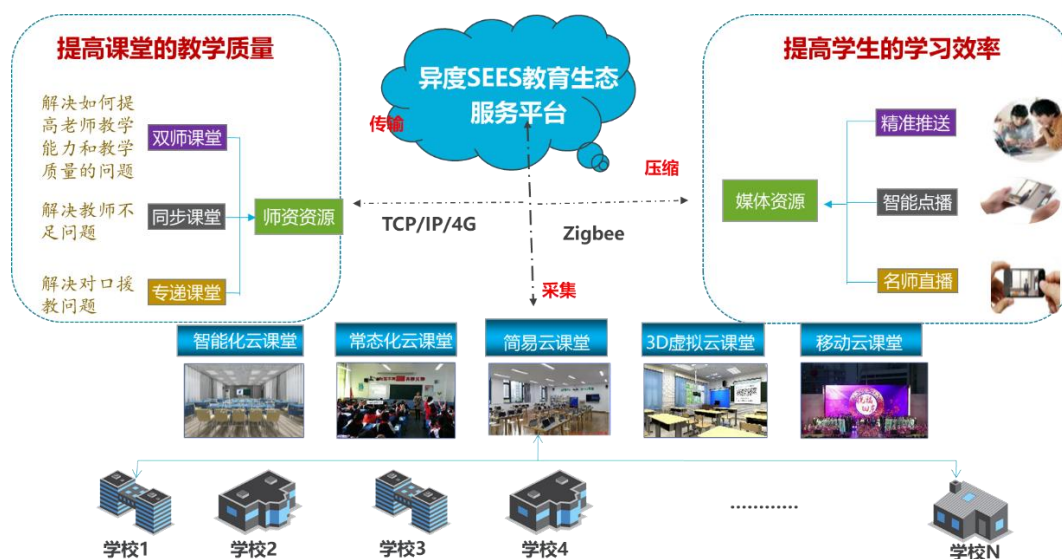 提高课堂的教学质量
解决如何提
高老师教学
能力和教学
质量的问题
双师课堂
解决教师不
足问题
同步课堂
师资资源
解决对口援
教问题
专递课堂
异度SEES教育生态
服务平台
传输
压缩
TCP/IP/4G
Zigbee
采集
提高学生的学习效率
精准推送
媒体资源
智能点播
名师直播
智能化云课堂
常态化云课堂
简易云课堂
3D虚拟云课堂
移动云课堂
学校1
学校2
学校3
学校4
…………
学校N